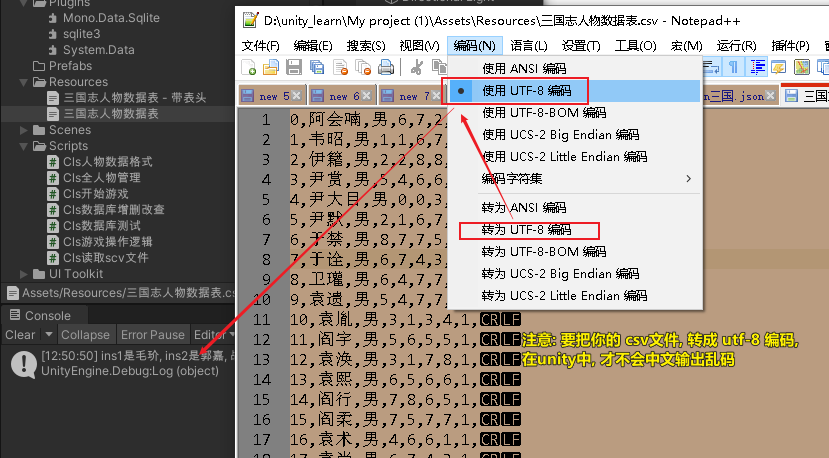 Plugins
Mono.Data.Sqlite
sqlite3
System.Data
Prefabs
Resources
三国志人物数据表 - 带表头
三国志人物数据表
Scenes
Scripts
Cls人物数据格式
Cls全人物管理
Cls开始游戏
Cls数据库增删改查
Cls数据库测试
Cls游戏操作逻辑
Cls读取scv文件
UI Toolkit
Assets/Resources/三国志人物数据表.cs
Console
Clear Collapse Error Pause Editor
[12:50:50] ins1是毛玠, ins2是郭嘉,
UnityEngine.Debug:Log (object)
D:\unity_learn\My project (1)\Assets\Resources\三国志人物数据表.csv - Notepad++
文件(F) 编辑(E) 搜索(S) 视图(V) 编码(N) 语言(L) 设置(T) 工具(O) 宏(M) 运行(R) 插件(P)
new 5 new 6 new 7 n三国.json 三国
使用 ANSI 编码
使用 UTF-8 编码
使用 UTF-8-BOM 编码
使用 UCS-2 Big Endian 编码
使用 UCS-2 Little Endian 编码
编码字符集
转为 ANSI 编码
转为 UTF-8 编码
转为 UTF-8-BOM 编码
转为 UCS-2 Big Endian 编码
转为 UCS-2 Little Endian 编码
1 0,阿会喃,男,6,7,2
2 1,韦昭,男,1,1,6,7
3 2,伊籍,男,2,2,8,8
4 3,尹赏,男,5,4,6,6
5 4,尹大目,男,0,0,3
6 5,尹默,男,2,1,6,7
7 6,于禁,男,8,7,7,5
8 7,于诠,男,6,7,4,3
9 8,卫瓘,男,6,4,7,7
10 9,袁遗,男,5,4,7,7
11 10,袁胤,男,3,1,3,4,1,CRLF
12 11,阎宇,男,5,6,5,5,1,CRLF
13 12,袁涣,男,3,1,7,8,1,CRLF
14 13,袁熙,男,6,5,6,6,1,CRLF
15 14,阎行,男,7,8,6,5,1,CRLF
16 15,阎柔,男,7,5,7,7,1,CRLF
17 16,袁术,男,4,6,6,1,1,CRLF
注意: 要把你的 csv文件, 转成 utf-8 编码,
在unity中, 才不会中文输出乱码